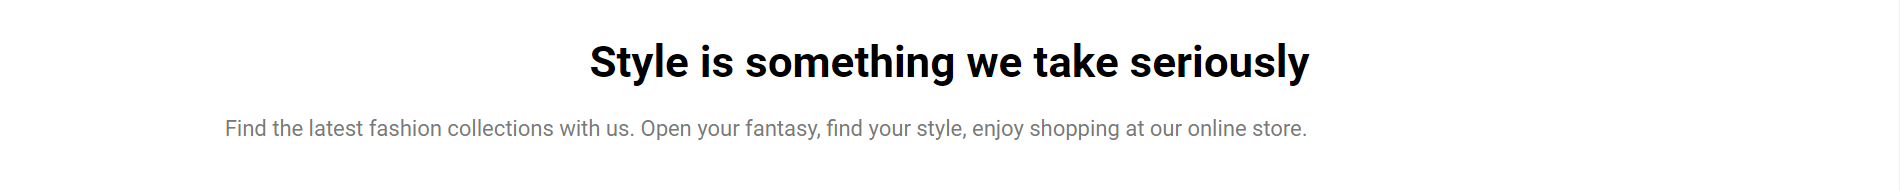 Style is something we take seriously
Find the latest fashion collections with us. Open your fantasy, find your style, enjoy shopping at our online store.